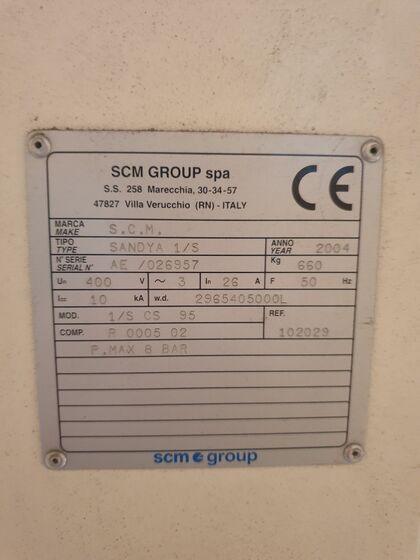 SCM GROUP spa
S.S. 258 Marecchia, 30-34-57
47827 Villa Verucchio (RN) - ITALY
CE
MARCA
MAKE S.C.M.
TIPO
TYPE SANDYA 1/S ANNO
YEAR 2004
N° SERIE
SERIAL N° AE /026957 Kg 660
Un 400 V ~ 3 In 26 A F 50 Hz
Icc 10 kA w.d. 2965405000L
MOD. 1/S CS 95 REF.
COMP. R 0005 02 102029
P.MAX 8 BAR
scm group